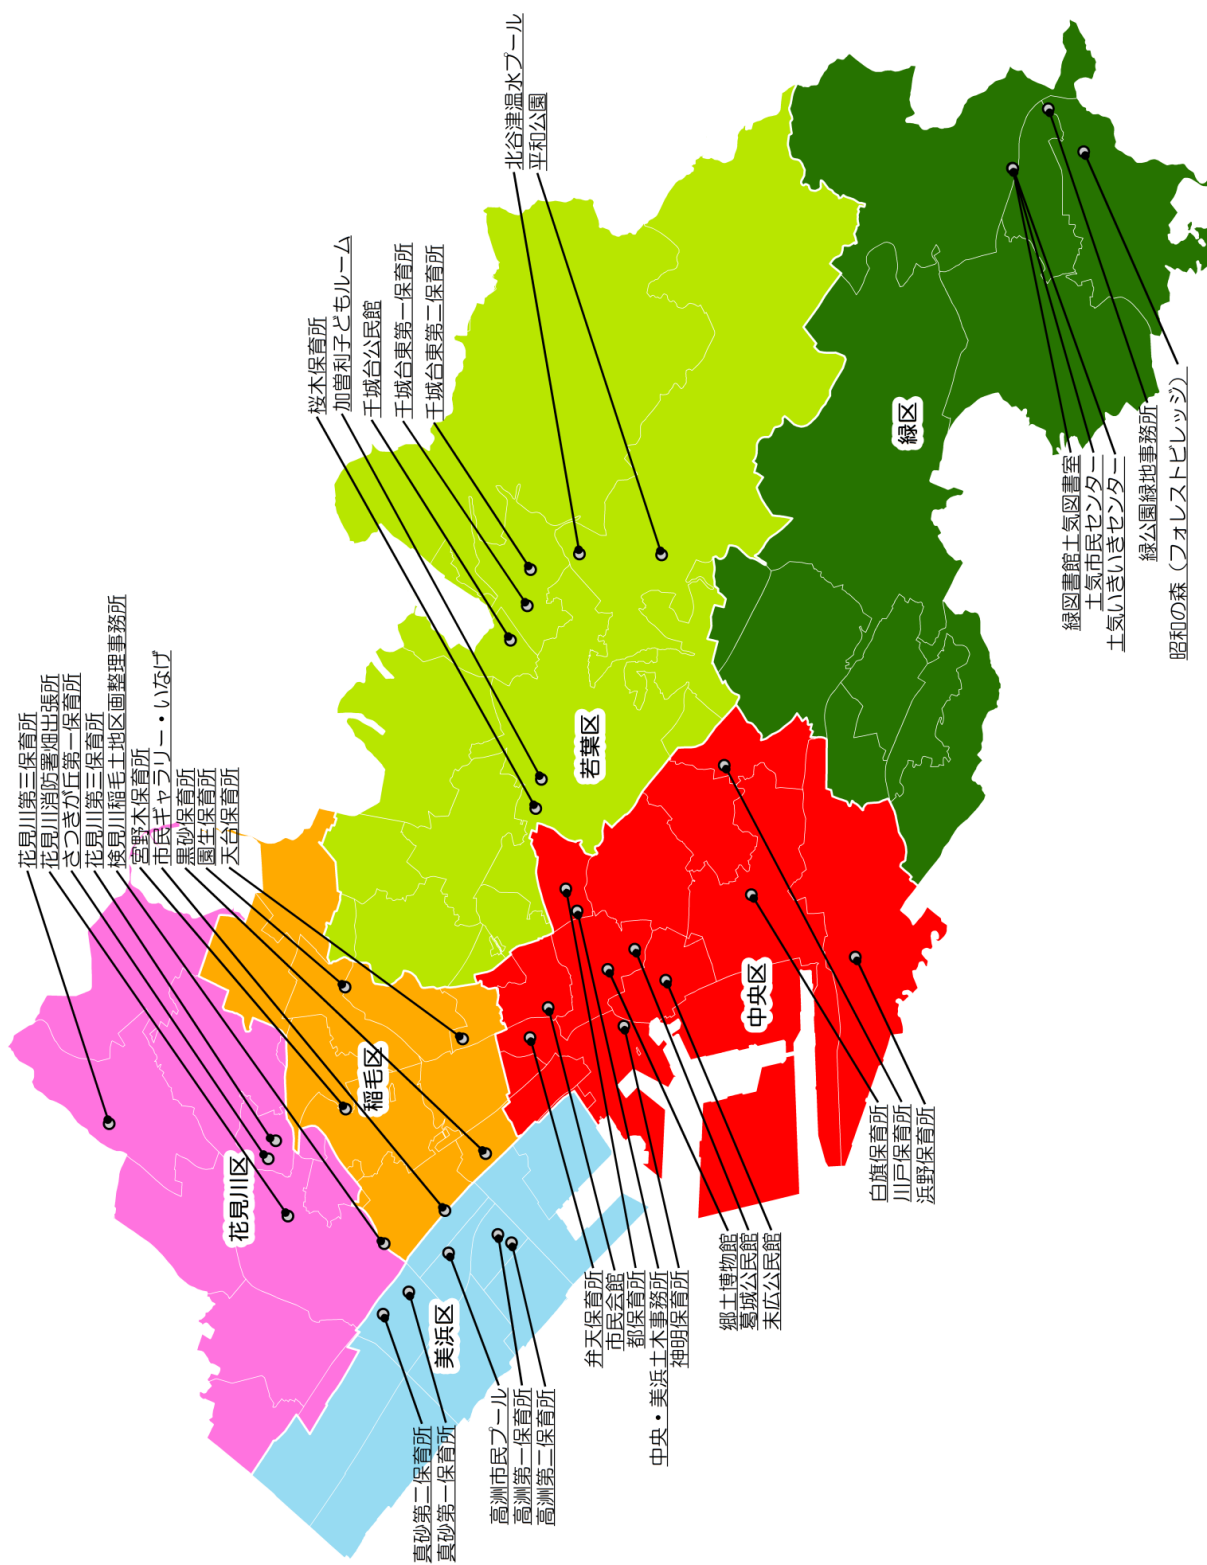 花見川第三保育所
花見川消防署畑出張所
さつきが丘第一保育所
花見川第三保育所
検見川稲毛土地区画整理事務所
宮野木保育所
市民ギャラリー・いなげ
黒砂保育所
園生保育所
天台保育所
桜木保育所
加曽利子どもルーム
千城台公民館
千城台東第一保育所
千城台東第二保育所
北谷津温水プール
平和公園
花見川区
稲毛区
美浜区
若葉区
中央区
緑区
真砂第二保育所
真砂第一保育所
高洲市民プール
高洲第一保育所
高洲第二保育所
弁天保育所
市民会館
都保育所
中央・美浜土木事務所
神明保育所
郷土博物館
葛城公民館
末広公民館
白旗保育所
川戸保育所
浜野保育所
緑図書館土気図書室
土気市民センター
土気いきいきセンター
緑公園緑地事務所
昭和の森（フォレストビレッジ）